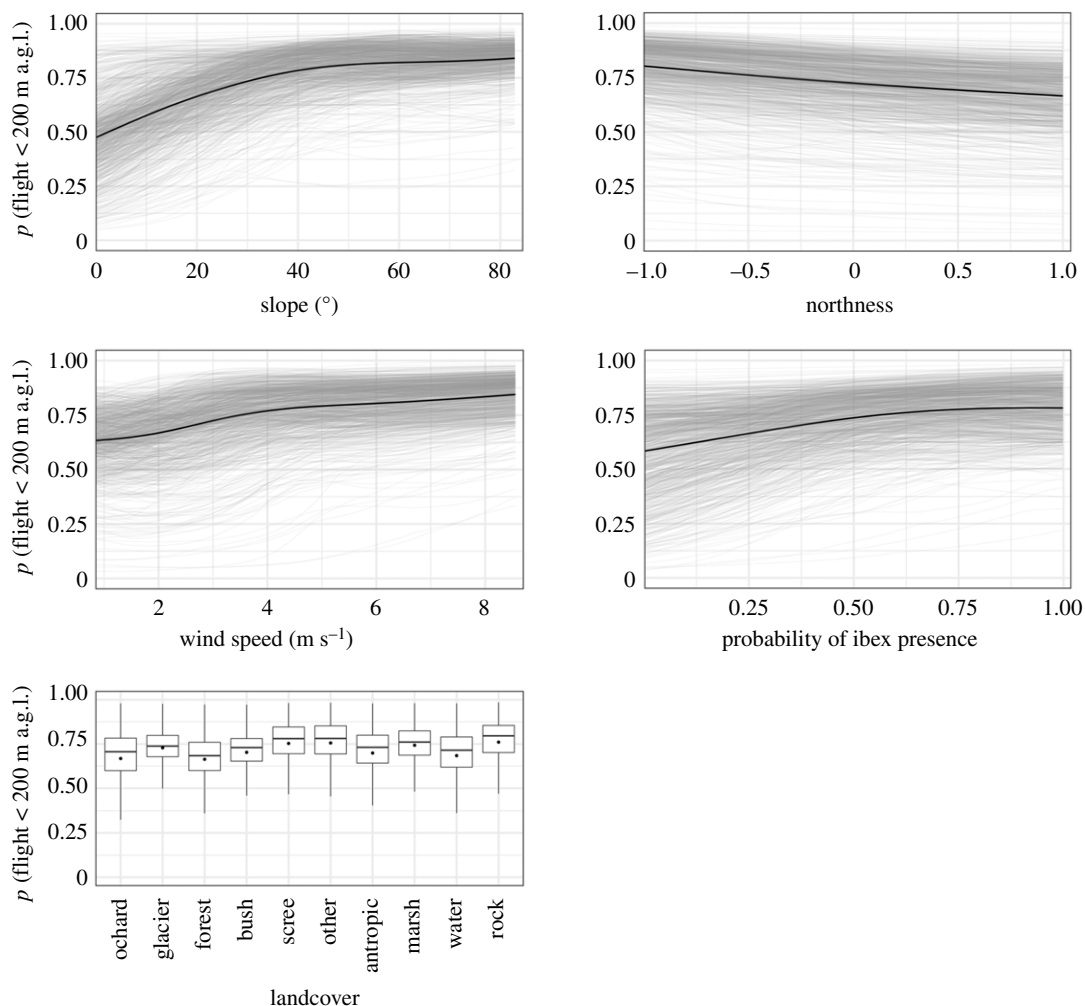 p (flight < 200 m a.g.l.)
1.00
0.75
0.50
0.25
0
0 20 40 60 80
slope (°)
1.00
0.75
0.50
0.25
0
–1.0 –0.5 0 0.5 1.0
northness
p (flight < 200 m a.g.l.)
1.00
0.75
0.50
0.25
0
2 4 6 8
wind speed (m s–1)
1.00
0.75
0.50
0.25
0
0.25 0.50 0.75 1.00
probability of ibex presence
p (flight < 200 m a.g.l.)
1.00
0.75
0.50
0.25
0
ochard
glacier
forest
bush
scree
other
antropic
marsh
water
rock
landcover